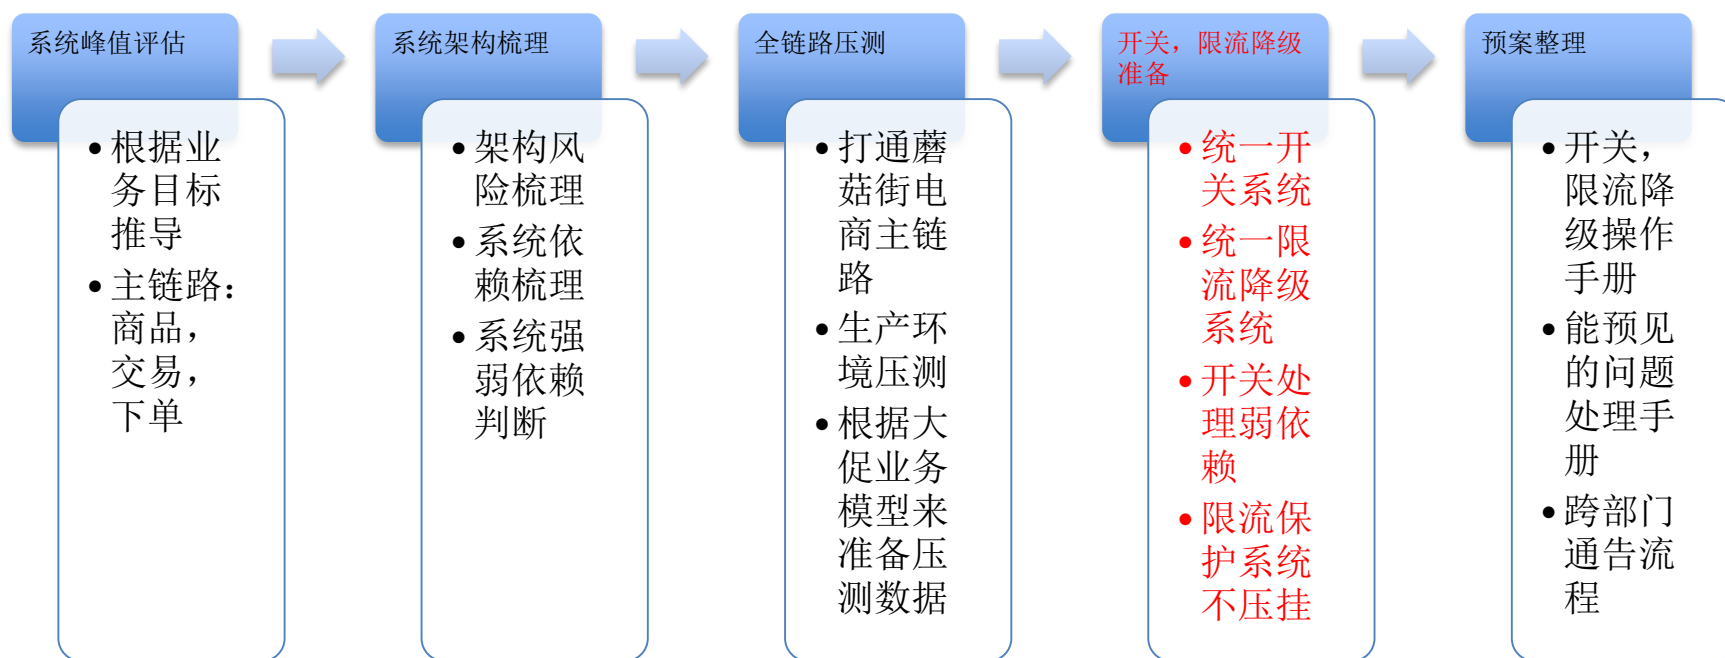 系统峰值评估
• 根据业
务目标
推导
• 主链路：
商品，
交易，
下单
系统架构梳理
• 架构风
险梳理
• 系统依
赖梳理
• 系统强
弱依赖
判断
全链路压测
• 打通蘑
菇街电
商主链
路
• 生产环
境压测
• 根据大
促业务
模型来
准备压
测数据
开关，限流降级
准备
• 统一开
关系统
• 统一限
流降级
系统
• 开关处
理弱依
赖
• 限流保
护系统
不压挂
预案整理
• 开关，
限流降
级操作
手册
• 能预见
的问题
处理手
册
• 跨部门
通告流
程